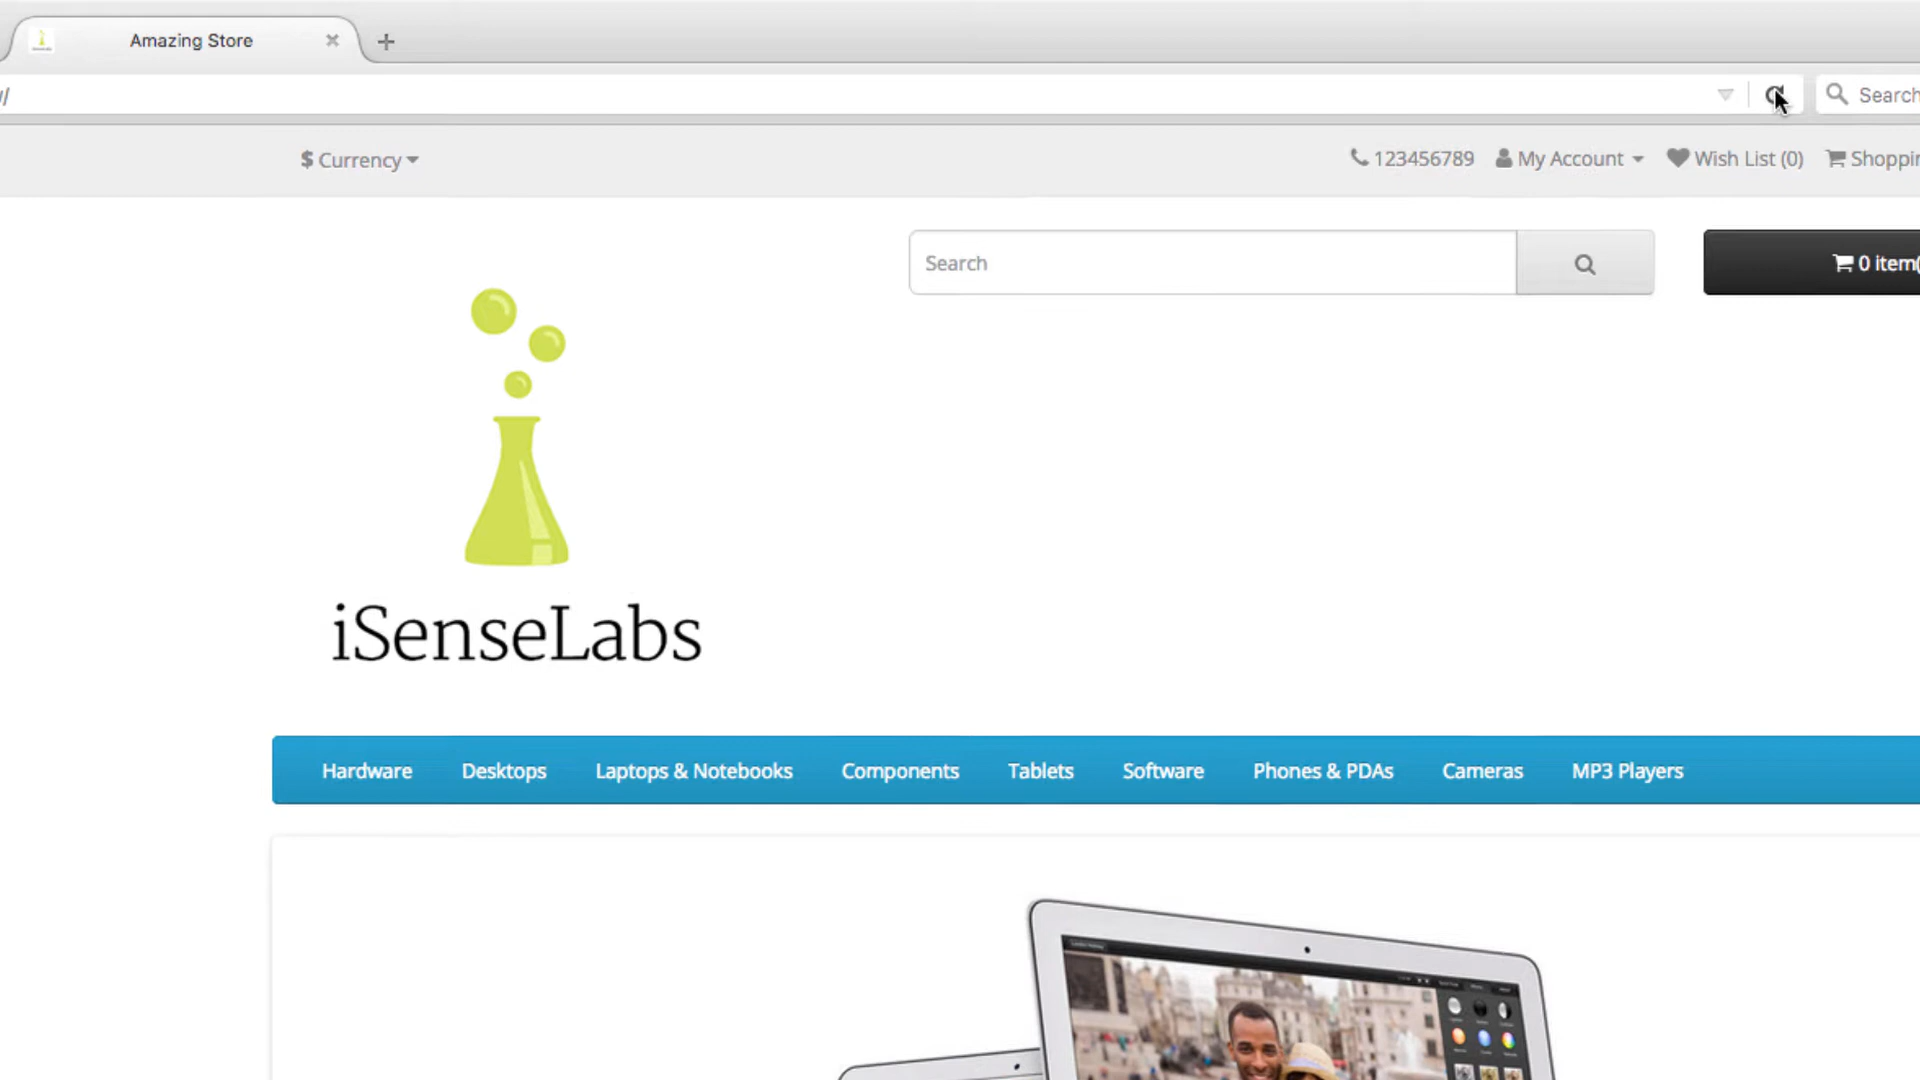 Amazing Store
/
Search
$ Currency
123456789
My Account
Wish List (0)
Search
0 item(
iSenseLabs
Hardware
Desktops
Laptops & Notebooks
Components
Tablets
Software
Phones & PDAs
Cameras
MP3 Players